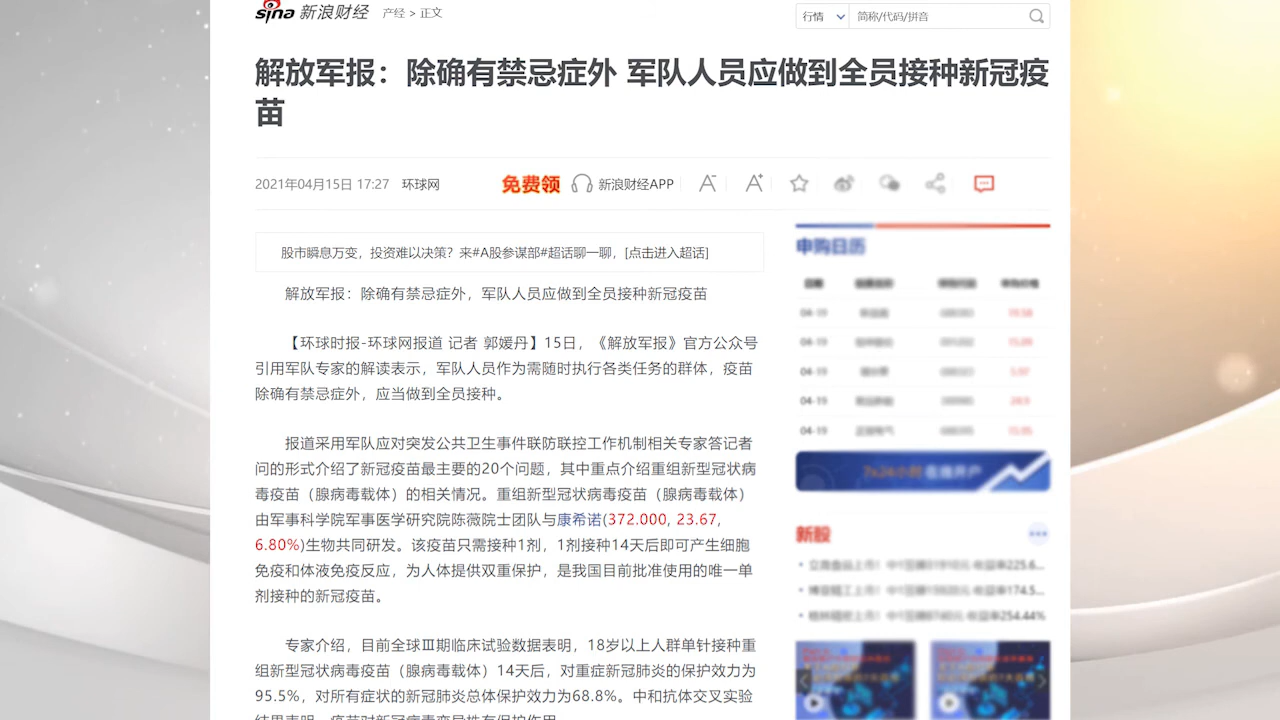 sina 新浪财经 产经 > 正文
行情 简称/代码/拼音
解放军报：除确有禁忌症外 军队人员应做到全员接种新冠疫
苗
2021年04月15日 17:27 环球网 免费领 新浪财经APP A- A+
申购日历
股市瞬息万变，投资难以决策？来#A股参谋部#超话聊一聊，[点击进入超话]
解放军报：除确有禁忌症外，军队人员应做到全员接种新冠疫苗
【环球时报-环球网报道 记者 郭媛丹】15日，《解放军报》官方公众号
引用军队专家的解读表示，军队人员作为需随时执行各类任务的群体，疫苗
除确有禁忌症外，应当做到全员接种。
报道采用军队应对突发公共卫生事件联防联控工作机制相关专家答记者
问的形式介绍了新冠疫苗最主要的20个问题，其中重点介绍重组新型冠状病
毒疫苗（腺病毒载体）的相关情况。重组新型冠状病毒疫苗（腺病毒载体）
由军事科学院军事医学研究院陈薇院士团队与康希诺(372.000, 23.67,
6.80%)生物共同研发。该疫苗只需接种1剂，1剂接种14天后即可产生细胞
免疫和体液免疫反应，为人体提供双重保护，是我国目前批准使用的唯一单
剂接种的新冠疫苗。
专家介绍，目前全球Ⅲ期临床试验数据表明，18岁以上人群单针接种重
组新型冠状病毒疫苗（腺病毒载体）14天后，对重症新冠肺炎的保护效力为
95.5%，对所有症状的新冠肺炎总体保护效力为68.8%。中和抗体交叉实验
04-19
04-19
04-19
04-19
04-19
新股